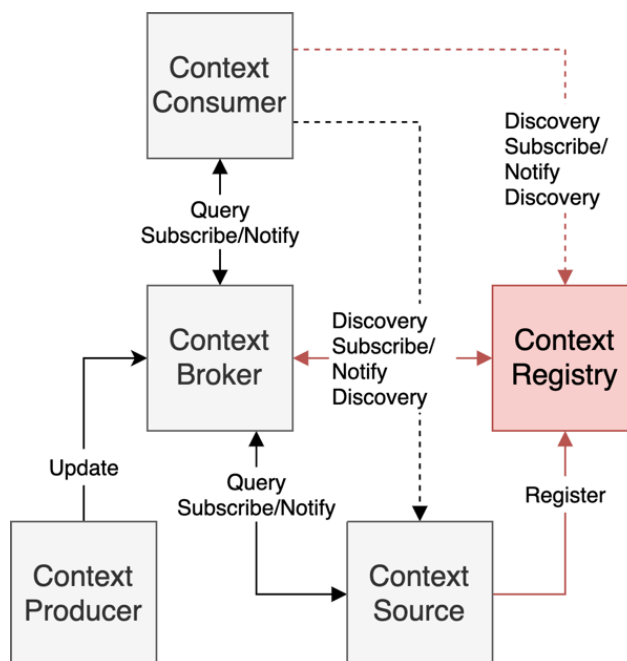 Context
Consumer
Discovery
Subscribe/
Notify
Discovery
Query
Subscribe/Notify
Context
Broker
Discovery
Subscribe/
Notify
Discovery
Context
Registry
Update
Query
Subscribe/Notify
Register
Context
Producer
Context
Source